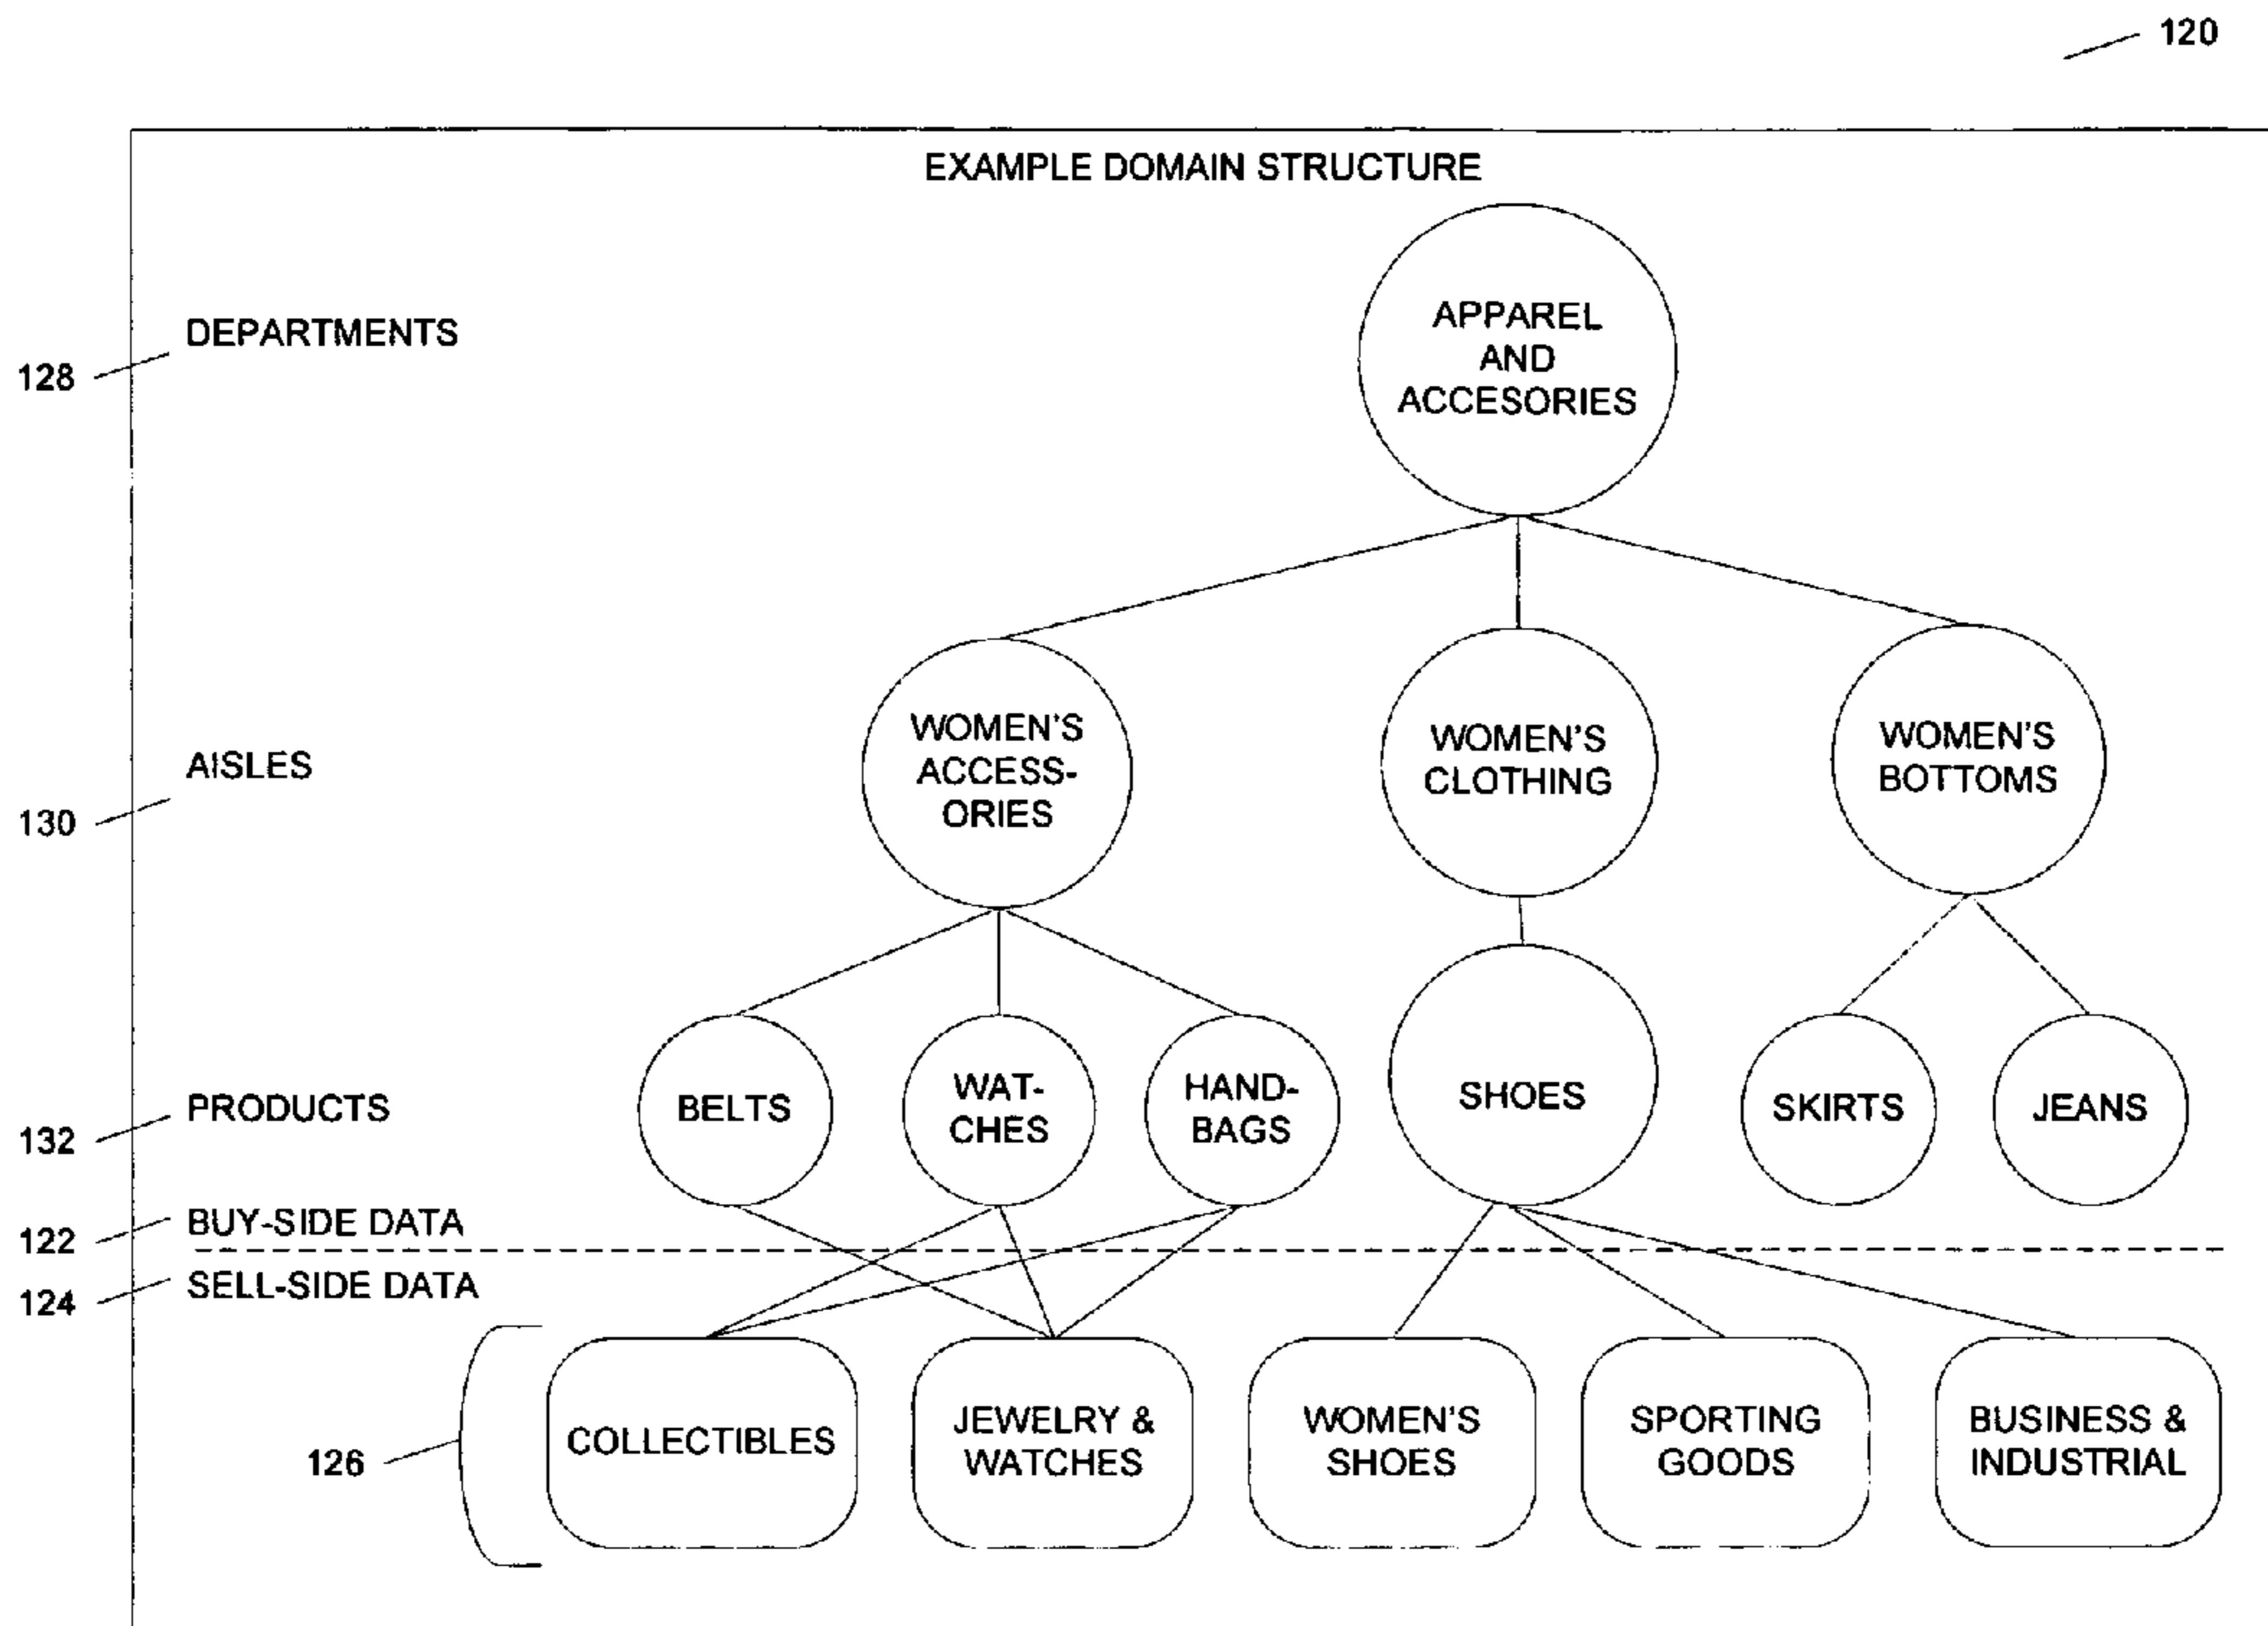 120
EXAMPLE DOMAIN STRUCTURE
DEPARTMENTS
128
APPAREL
AND
ACCESORIES
AISLES
130
WOMEN'S
ACCESS-
ORIES
WOMEN'S
CLOTHING
WOMEN'S
BOTTOMS
PRODUCTS
132
BELTS
WAT-
CHES
HAND-
BAGS
SHOES
SKIRTS
JEANS
BUY-SIDE DATA
122
SELL-SIDE DATA
124
126
COLLECTIBLES
JEWELRY &
WATCHES
WOMEN'S
SHOES
SPORTING
GOODS
BUSINESS &
INDUSTRIAL